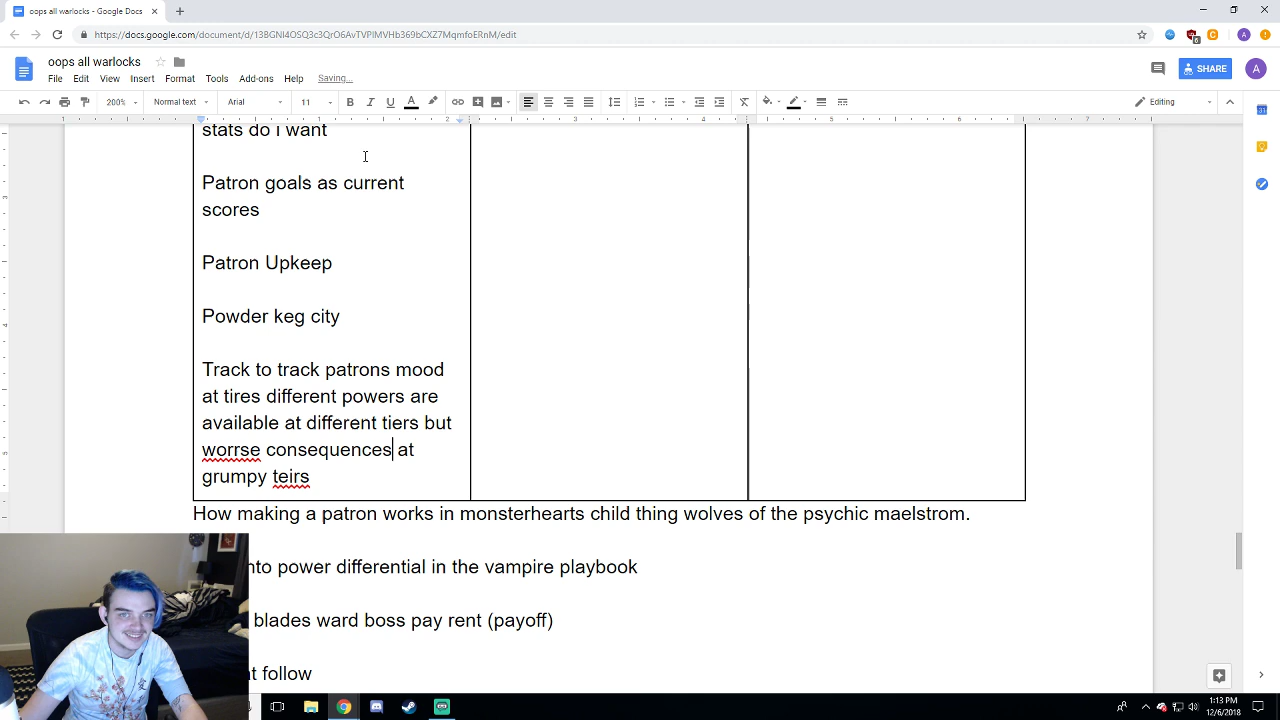 oops all warlocks - Google Docs
https://docs.google.com/document/d/13BGNl4OSQ3c3QrO6AvTVPlMVHb369bCXZ7MqmfoERnM/edit
oops all warlocks
File Edit View Insert Format Tools Add-ons Help Saving...
SHARE
A
200% Normal text Arial 11 Editing
stats do i want
Patron goals as current
scores
Patron Upkeep
Powder keg city
Track to track patrons mood
at tires different powers are
available at different tiers but
worrse consequences at
grumpy teirs
How making a patron works in monsterhearts child thing wolves of the psychic maelstrom.
power differential in the vampire playbook
blades ward boss pay rent (payoff)
follow
1:13 PM
12/6/2018